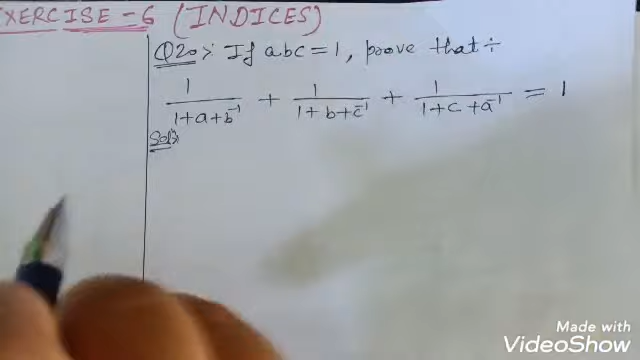 EXERCISE-6 (INDICES)
Q20> If abc=1, prove that÷
1/(1+a+b⁻¹) + 1/(1+b+c⁻¹) + 1/(1+c+a⁻¹) = 1
Sol>
Made with
VideoShow